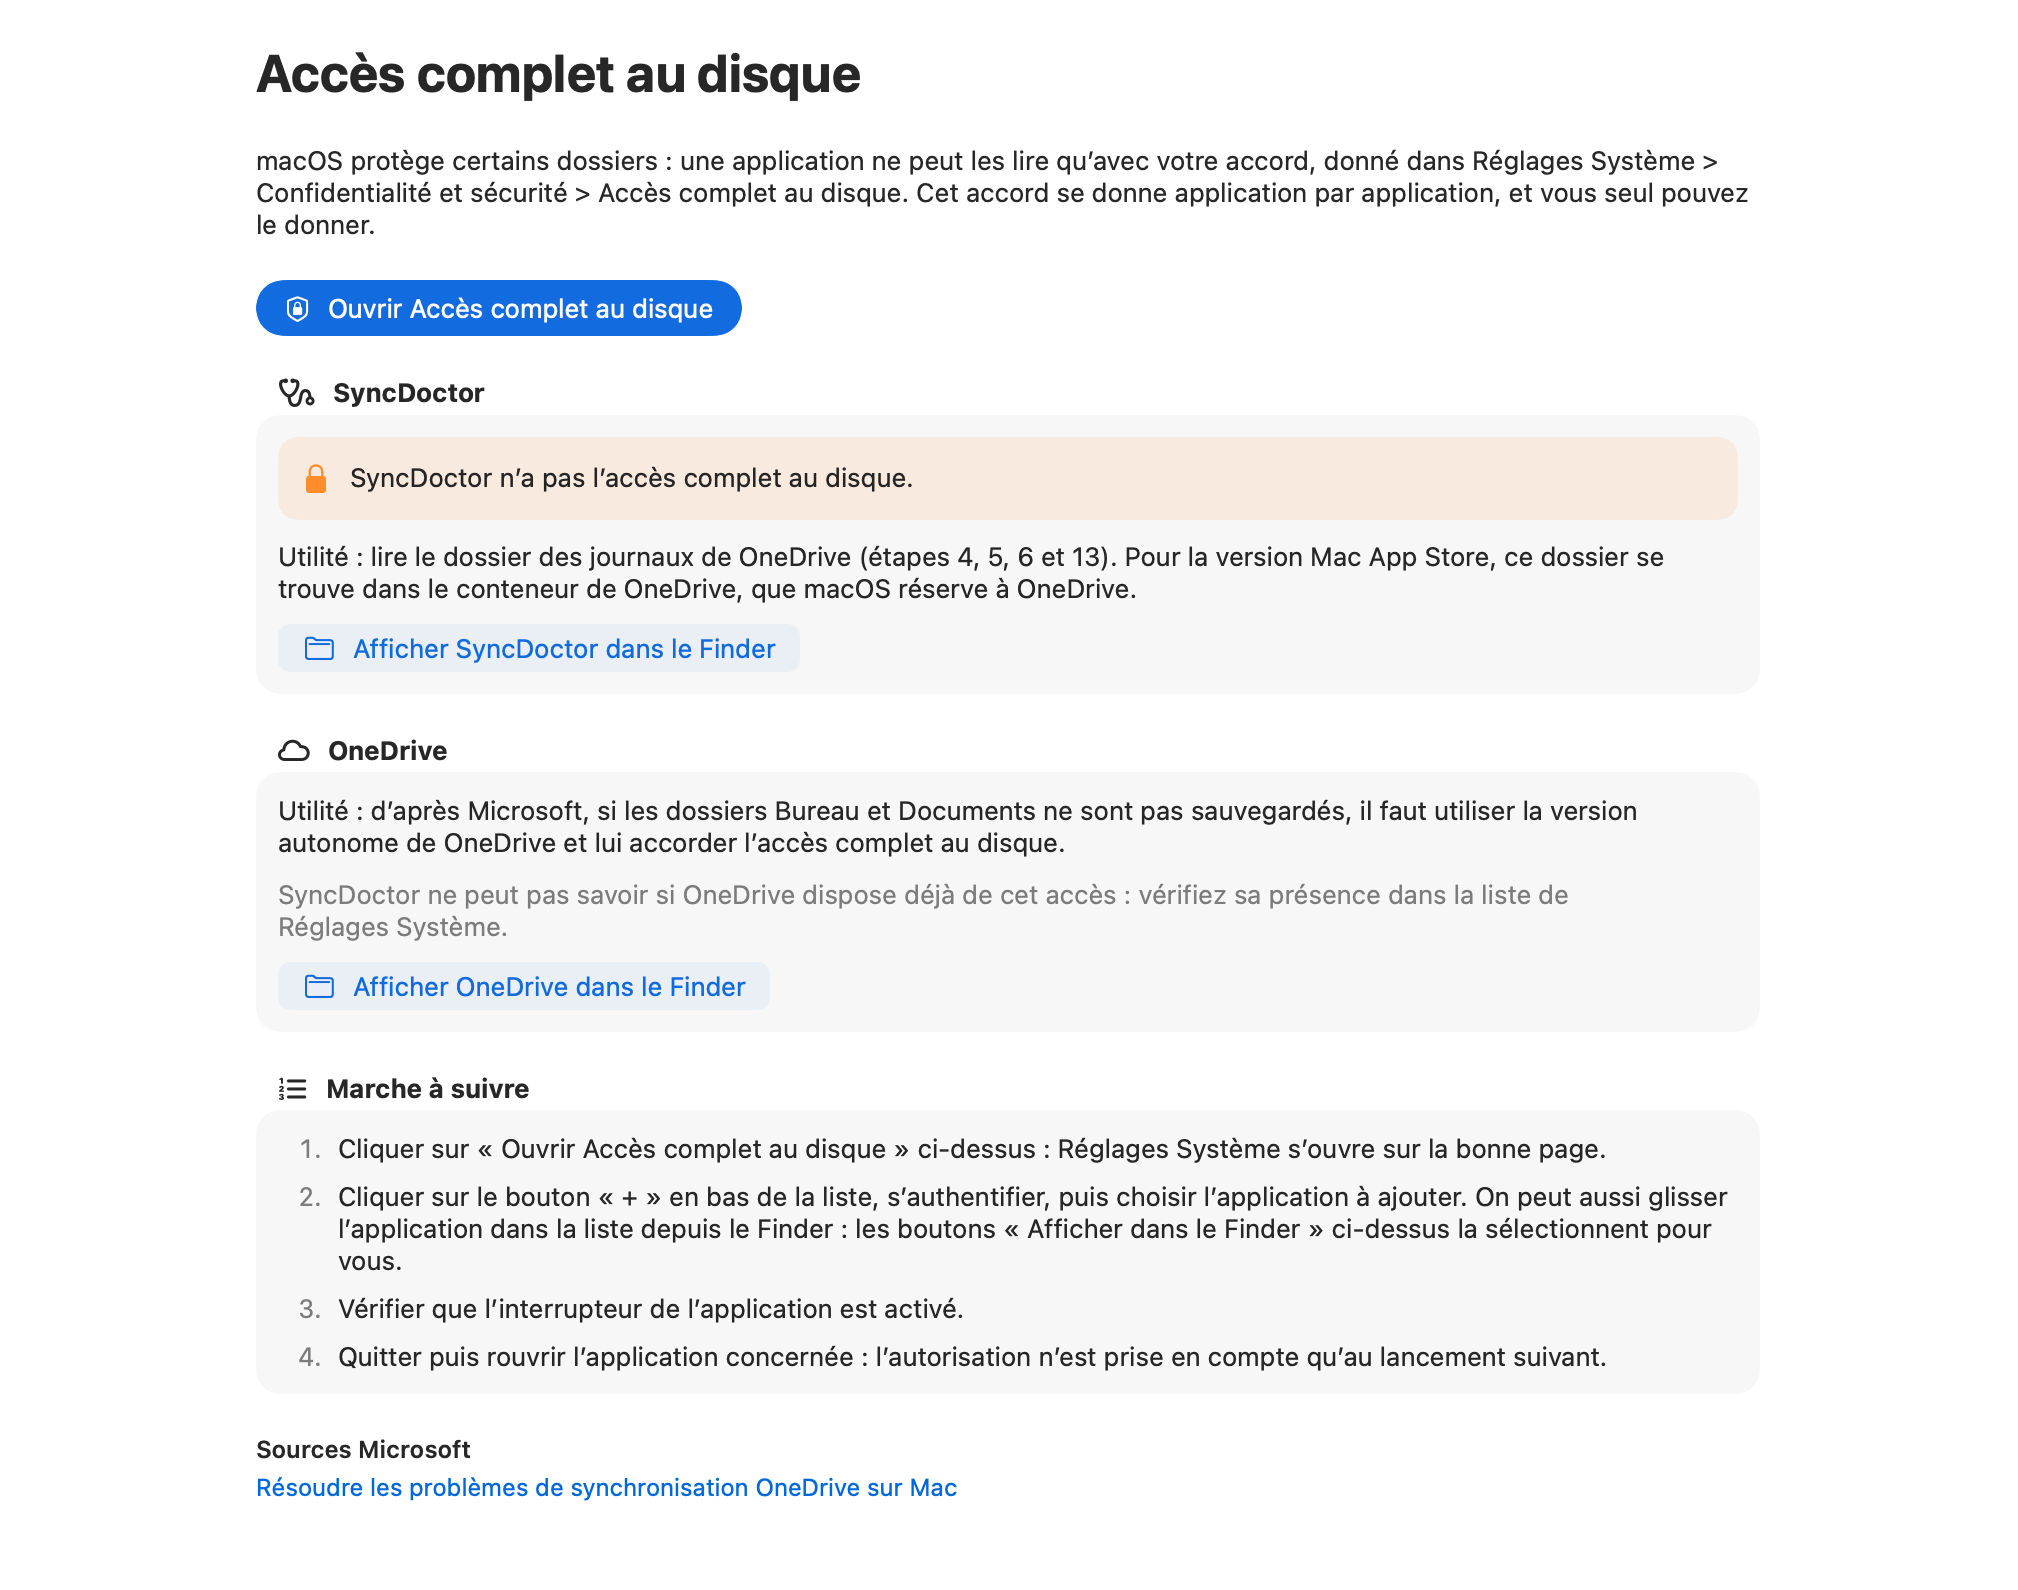 Accès complet au disque
macOS protège certains dossiers : une application ne peut les lire qu’avec votre accord, donné dans Réglages Système >
Confidentialité et sécurité > Accès complet au disque. Cet accord se donne application par application, et vous seul pouvez
le donner.
Ouvrir Accès complet au disque
SyncDoctor
SyncDoctor n’a pas l’accès complet au disque.
Utilité : lire le dossier des journaux de OneDrive (étapes 4, 5, 6 et 13). Pour la version Mac App Store, ce dossier se
trouve dans le conteneur de OneDrive, que macOS réserve à OneDrive.
Afficher SyncDoctor dans le Finder
OneDrive
Utilité : d’après Microsoft, si les dossiers Bureau et Documents ne sont pas sauvegardés, il faut utiliser la version
autonome de OneDrive et lui accorder l’accès complet au disque.
SyncDoctor ne peut pas savoir si OneDrive dispose déjà de cet accès : vérifiez sa présence dans la liste de
Réglages Système.
Afficher OneDrive dans le Finder
Marche à suivre
1. Cliquer sur « Ouvrir Accès complet au disque » ci-dessus : Réglages Système s’ouvre sur la bonne page.
2. Cliquer sur le bouton « + » en bas de la liste, s’authentifier, puis choisir l’application à ajouter. On peut aussi glisser
l’application dans la liste depuis le Finder : les boutons « Afficher dans le Finder » ci-dessus la sélectionnent pour
vous.
3. Vérifier que l’interrupteur de l’application est activé.
4. Quitter puis rouvrir l’application concernée : l’autorisation n’est prise en compte qu’au lancement suivant.
Sources Microsoft
Résoudre les problèmes de synchronisation OneDrive sur Mac